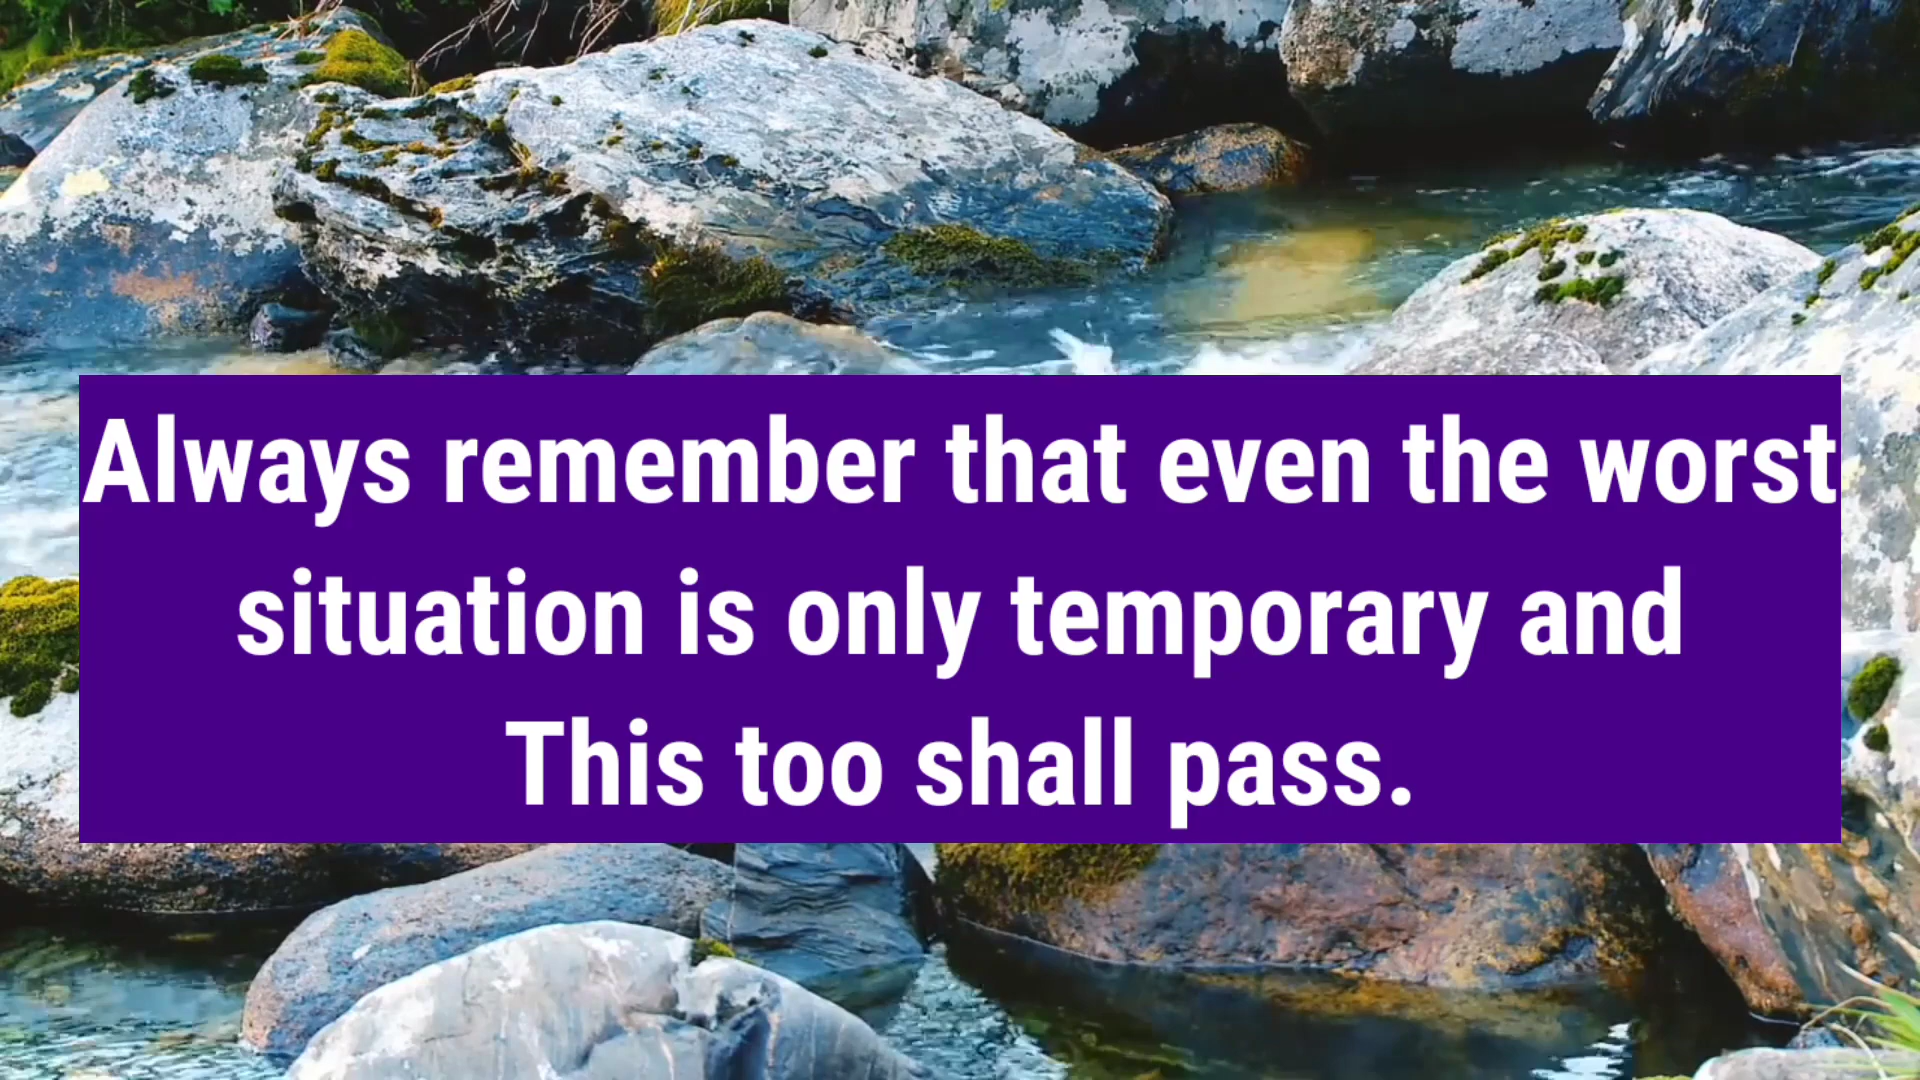 Always remember that even the worst
situation is only temporary and
This too shall pass.